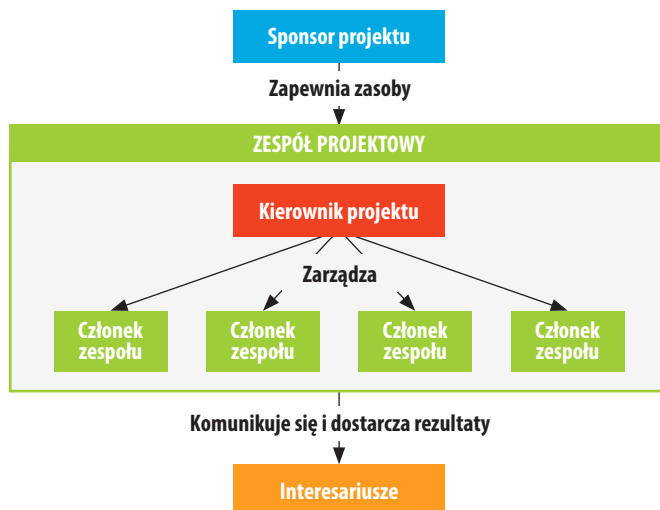 Sponsor projektu
Zapewnia zasoby
ZESPÓŁ PROJEKTOWY
Kierownik projektu
Zarządza
Członek
zespołu
Członek
zespołu
Członek
zespołu
Członek
zespołu
Komunikuje się i dostarcza rezultaty
Interesariusze